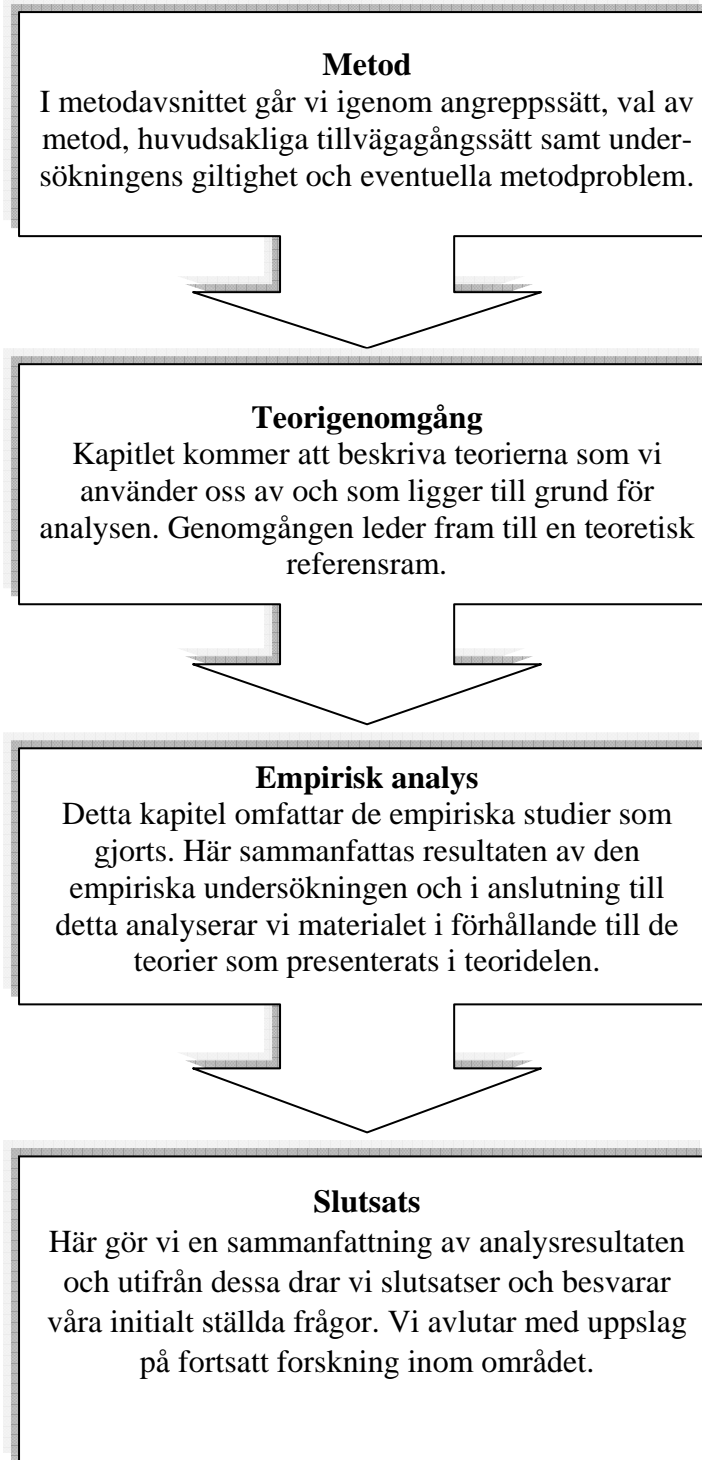 Metod
I metodavsnittet går vi igenom angreppssätt, val av
metod, huvudsakliga tillvägagångssätt samt under-
sökningens giltighet och eventuella metodproblem.
Teorigenomgång
Kapitlet kommer att beskriva teorierna som vi
använder oss av och som ligger till grund för
analysen. Genomgången leder fram till en teoretisk
referensram.
Empirisk analys
Detta kapitel omfattar de empiriska studier som
gjorts. Här sammanfattas resultaten av den
empiriska undersökningen och i anslutning till
detta analyserar vi materialet i förhållande till de
teorier som presenterats i teoridelen.
Slutsats
Här gör vi en sammanfattning av analysresultaten
och utifrån dessa drar vi slutsatser och besvarar
våra initialt ställda frågor. Vi avlutar med uppslag
på fortsatt forskning inom området.